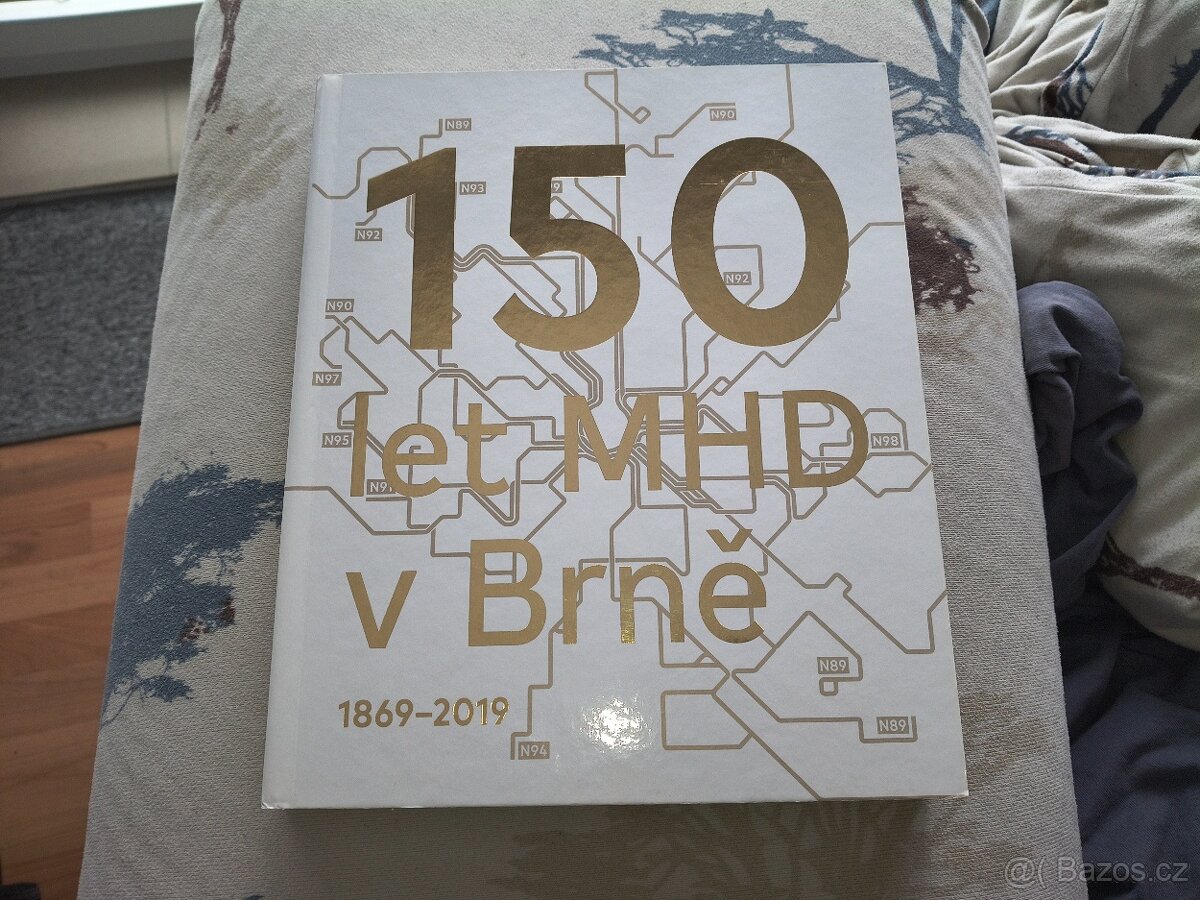 150
let MHD
v Brně
1869–2019
N89
N90
N93
N92
N92
N90
N97
N95
N98
N89
N89
N94
@( Bazos.cz